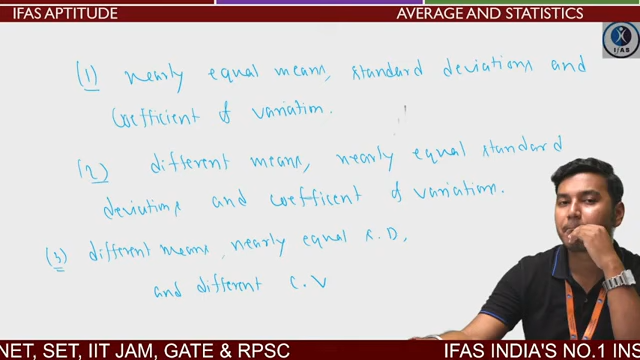 IFAS APTITUDE
AVERAGE AND STATISTICS
IFAS
(1) nearly equal means, standard deviations and
coefficient of variation.
(2) different means, nearly equal standard
deviations and coefficent of variations.
(3) different means, nearly equal S.D,
and different C.V
NET, SET, IIT JAM, GATE & RPSC
IFAS INDIA'S NO.1 INS